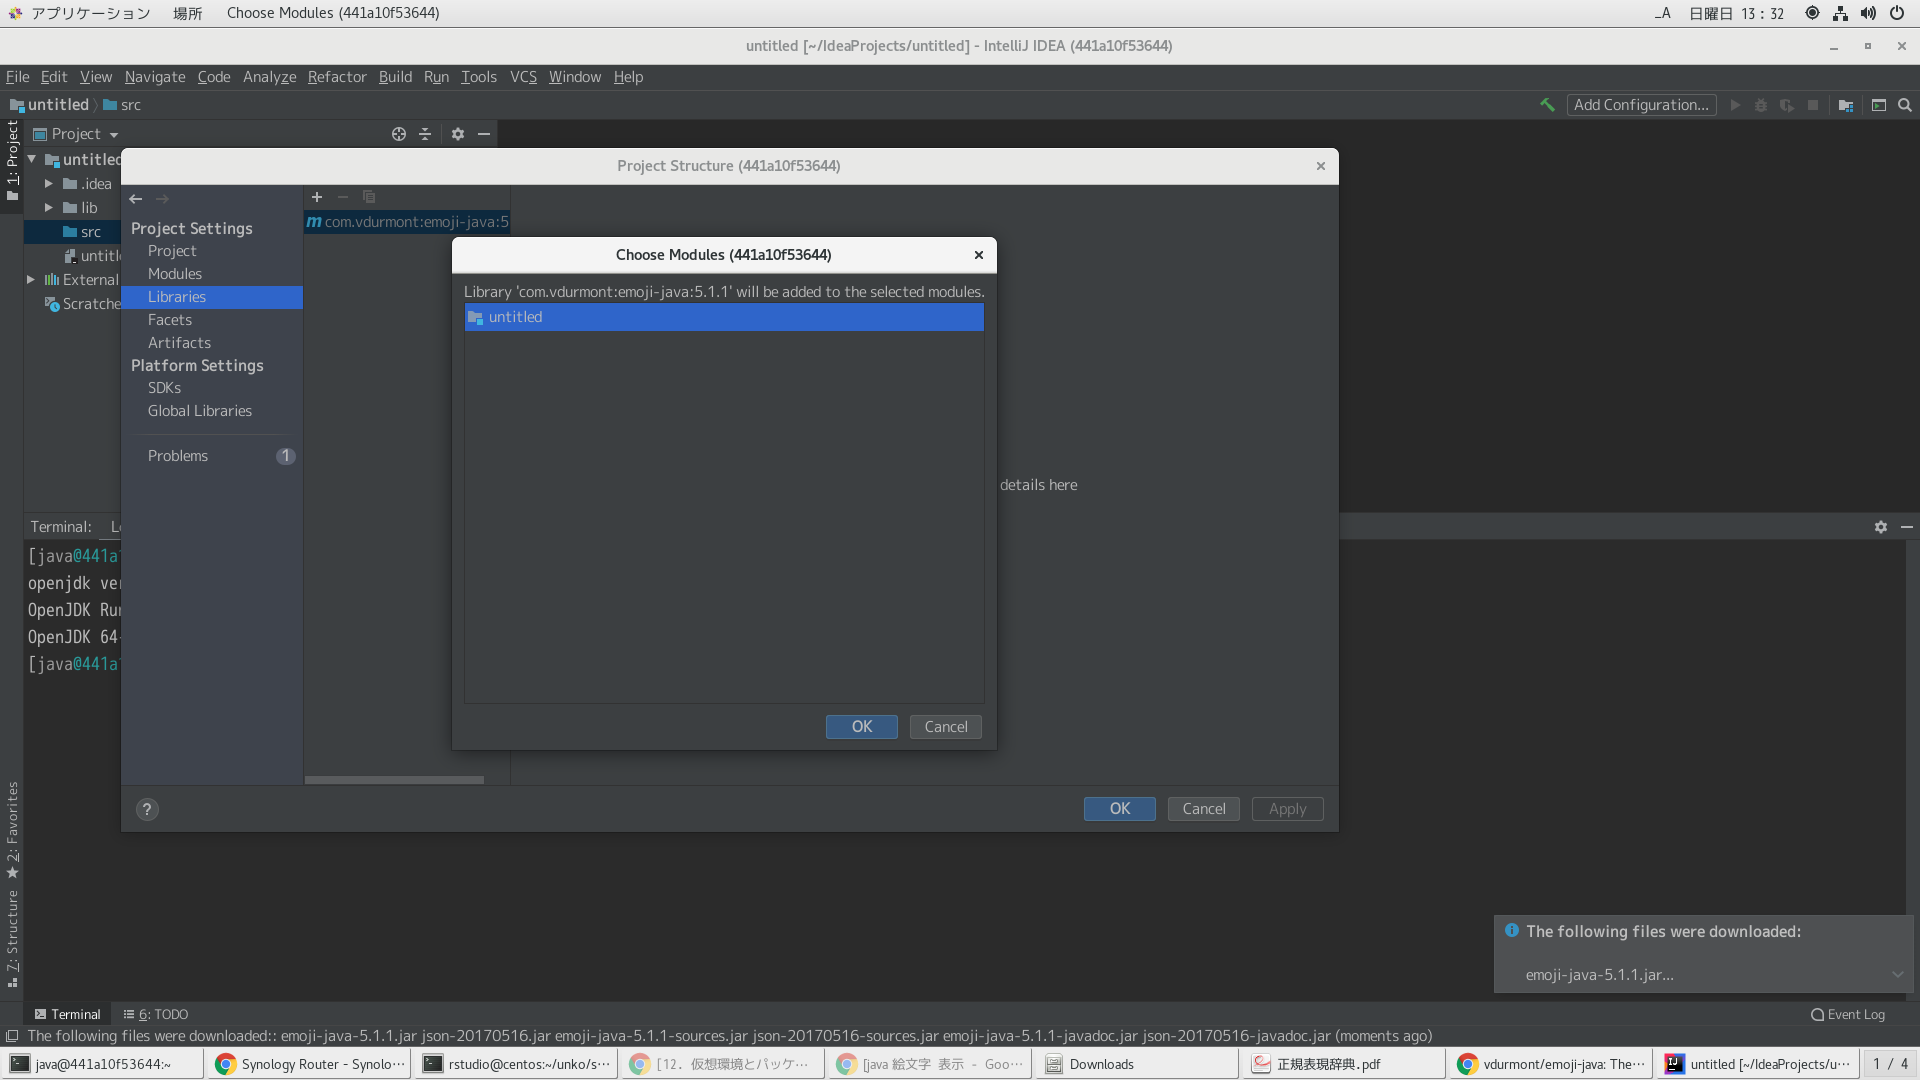 アプリケーション 場所 Choose Modules (441a10f53644) _A 日曜日 13:32
untitled [~/IdeaProjects/untitled] - IntelliJ IDEA (441a10f53644)
File Edit View Navigate Code Analyze Refactor Build Run Tools VCS Window Help
untitled src Add Configuration...
1: Project
Project
untitled
.idea
lib
src
untitl
External
Scratche
Project Structure (441a10f53644)
Project Settings
Project
Modules
Libraries
Facets
Artifacts
Platform Settings
SDKs
Global Libraries
Problems 1
m com.vdurmont:emoji-java:5
Choose Modules (441a10f53644)
Library 'com.vdurmont:emoji-java:5.1.1' will be added to the selected modules.
untitled
OK Cancel
details here
? OK Cancel Apply
Terminal: Lo
[java@441a1
openjdk ver
OpenJDK Run
OpenJDK 64-
[java@441a1
2: Favorites
7: Structure
The following files were downloaded:
emoji-java-5.1.1.jar...
Terminal 6: TODO Event Log
The following files were downloaded:: emoji-java-5.1.1.jar json-20170516.jar emoji-java-5.1.1-sources.jar json-20170516-sources.jar emoji-java-5.1.1-javadoc.jar json-20170516-javadoc.jar (moments ago)
java@441a10f53644:~ Synology Router - Synolo... rstudio@centos:~/unko/s... [12. 仮想環境とパッケ... [java 絵文字 表示 - Goo... Downloads 正規表現辞典.pdf vdurmont/emoji-java: The... untitled [~/IdeaProjects/u... 1 / 4